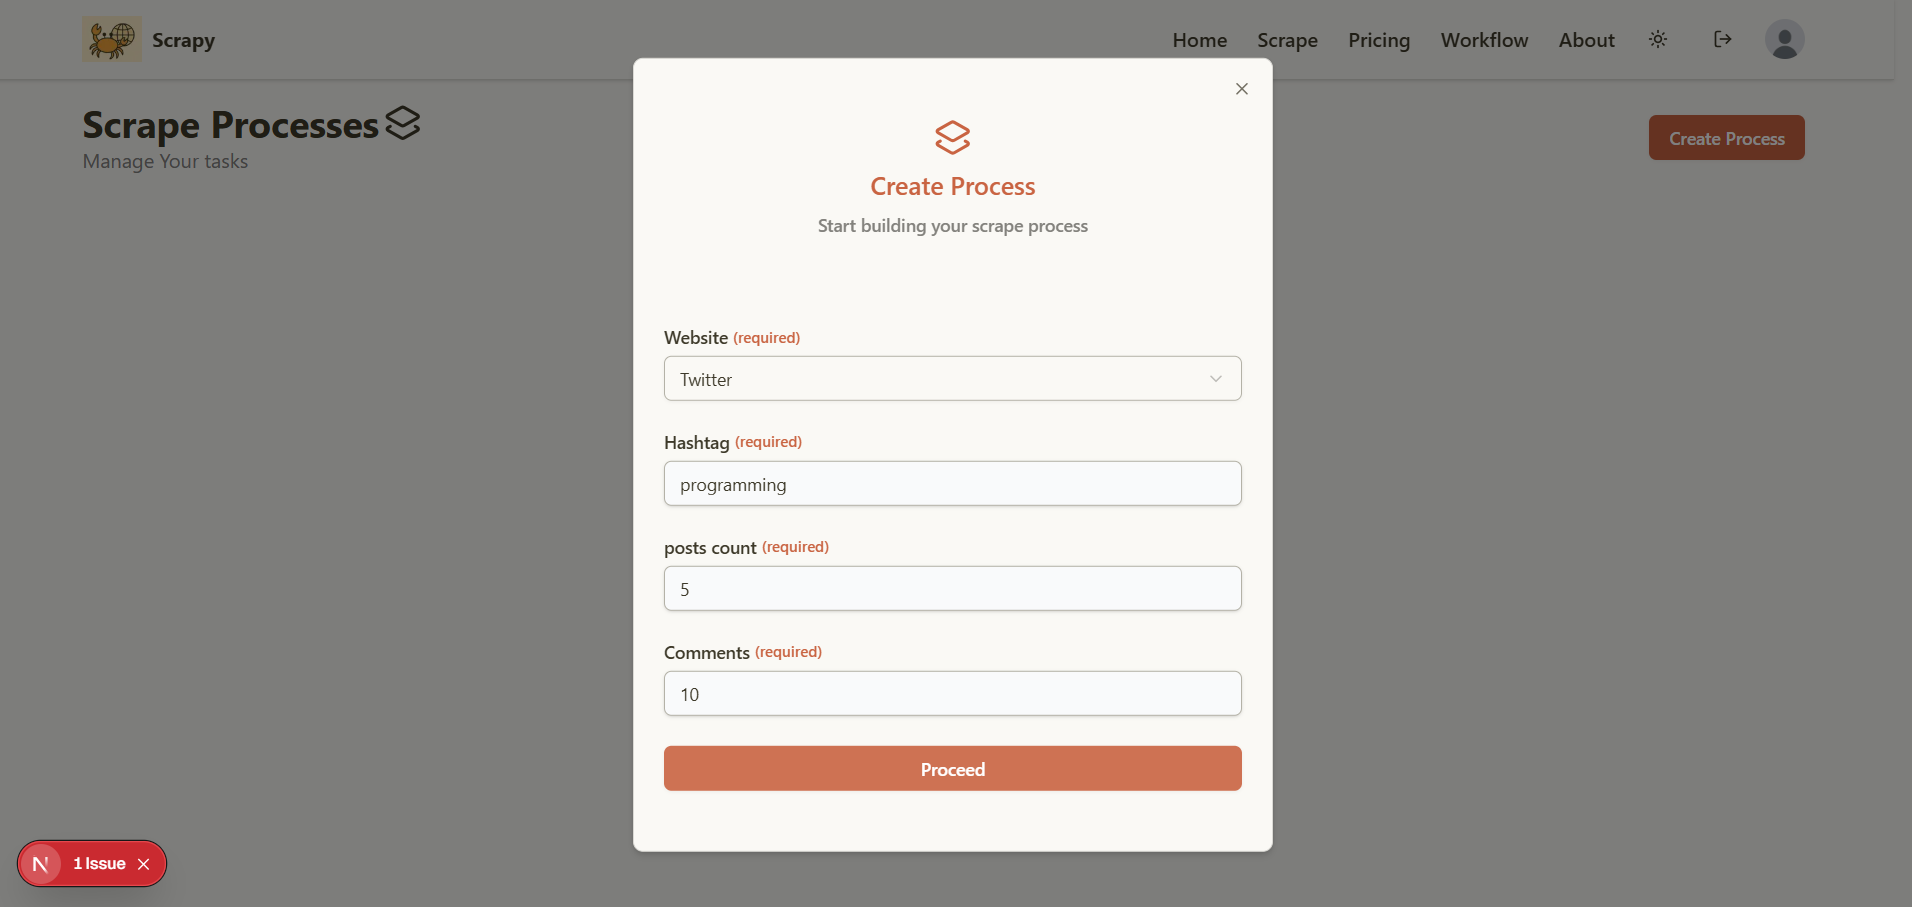 Scrapy
Home Scrape Pricing Workflow About
Scrape Processes
Manage Your tasks
Create Process
Create Process
Start building your scrape process
Website (required)
Twitter
Hashtag (required)
programming
posts count (required)
5
Comments (required)
10
Proceed
N 1 Issue